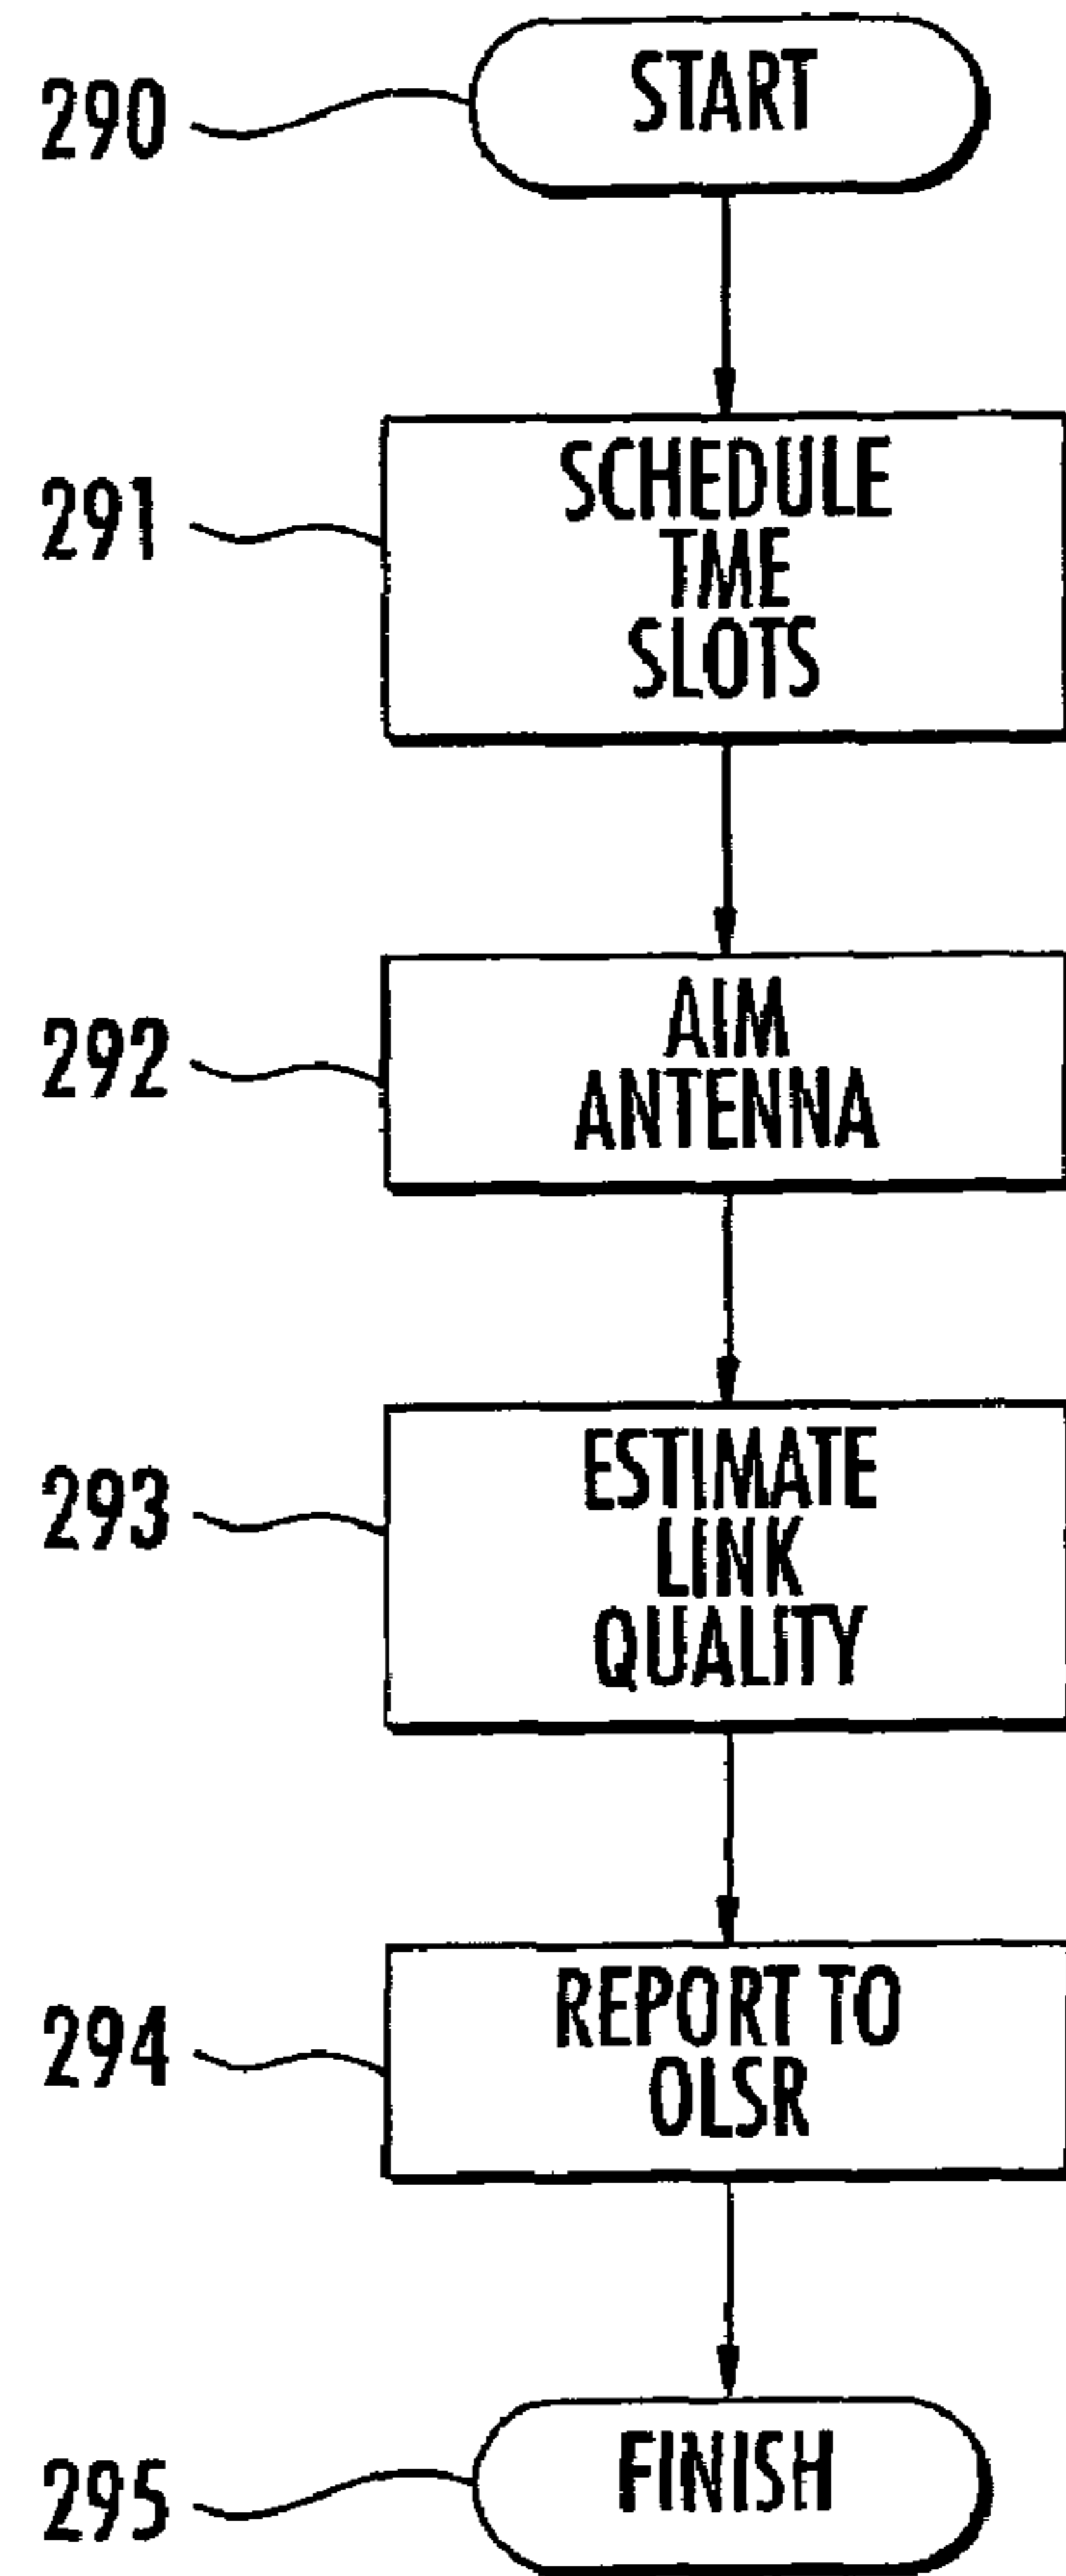 290
START
291
SCHEDULE
TME
SLOTS
292
AIM
ANTENNA
293
ESTIMATE
LINK
QUALITY
294
REPORT TO
OLSR
295
FINISH